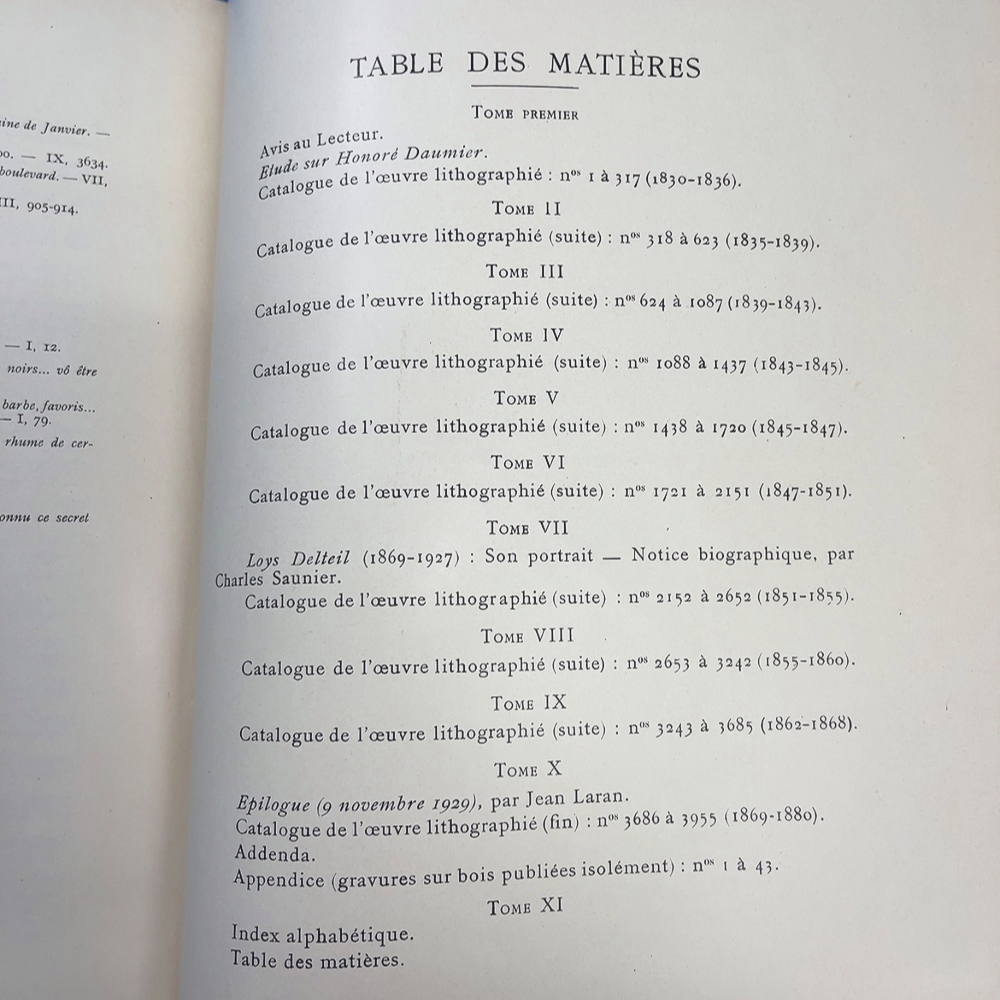 ine de Janvier. —
oo. — IX, 3634.
boulevard. — VII,
III, 905-914.
— I, 12.
noirs... vô être
barbe, favoris...
— I, 79.
rhume de cer-
onnu ce secret
TABLE DES MATIÈRES
TOME PREMIER
Avis au Lecteur.
Etude sur Honoré Daumier.
Catalogue de l'œuvre lithographié : nos 1 à 317 (1830-1836).
TOME II
Catalogue de l'œuvre lithographié (suite) : nos 318 à 623 (1835-1839).
TOME III
Catalogue de l'œuvre lithographié (suite) : nos 624 à 1087 (1839-1843).
TOME IV
Catalogue de l'œuvre lithographié (suite) : nos 1088 à 1437 (1843-1845).
TOME V
Catalogue de l'œuvre lithographié (suite) : nos 1438 à 1720 (1845-1847).
TOME VI
Catalogue de l'œuvre lithographié (suite) : nos 1721 à 2151 (1847-1851).
TOME VII
Loys Delteil (1869-1927) : Son portrait — Notice biographique, par
Charles Saunier.
Catalogue de l'œuvre lithographié (suite) : nos 2152 à 2652 (1851-1855).
TOME VIII
Catalogue de l'œuvre lithographié (suite) : nos 2653 à 3242 (1855-1860).
TOME IX
Catalogue de l'œuvre lithographié (suite) : nos 3243 à 3685 (1862-1868).
TOME X
Epilogue (9 novembre 1929), par Jean Laran.
Catalogue de l'œuvre lithographié (fin) : nos 3686 à 3955 (1869-1880).
Addenda.
Appendice (gravures sur bois publiées isolément) : nos 1 à 43.
TOME XI
Index alphabétique.
Table des matières.